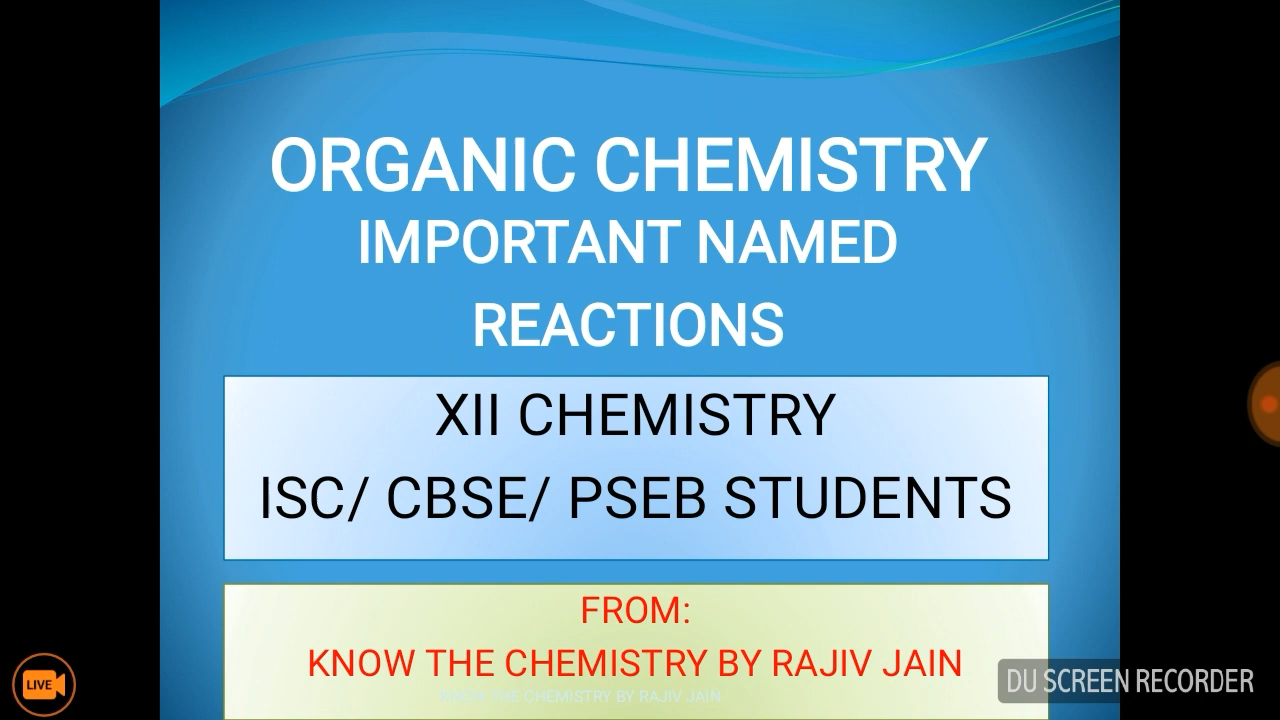 ORGANIC CHEMISTRY
IMPORTANT NAMED
REACTIONS
XII CHEMISTRY
ISC/ CBSE/ PSEB STUDENTS
FROM:
KNOW THE CHEMISTRY BY RAJIV JAIN
KNOW THE CHEMISTRY BY RAJIV JAIN
LIVE
DU SCREEN RECORDER